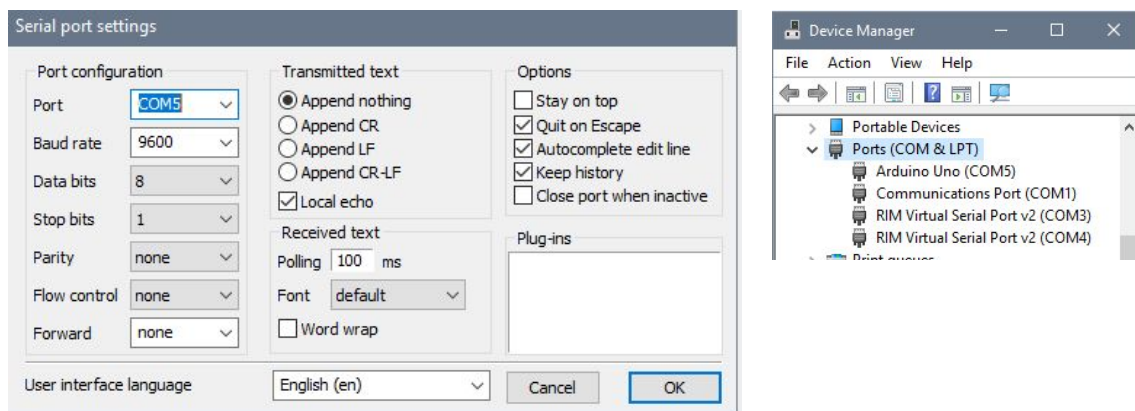 Serial port settings
Port configuration
Port COM5
Baud rate 9600
Data bits 8
Stop bits 1
Parity none
Flow control none
Forward none
Transmitted text
Append nothing
Append CR
Append LF
Append CR-LF
Local echo
Received text
Polling 100 ms
Font default
Word wrap
Options
Stay on top
Quit on Escape
Autocomplete edit line
Keep history
Close port when inactive
Plug-ins
User interface language English (en) Cancel OK
Device Manager
File Action View Help
Portable Devices
Ports (COM & LPT)
Arduino Uno (COM5)
Communications Port (COM1)
RIM Virtual Serial Port v2 (COM3)
RIM Virtual Serial Port v2 (COM4)
Print queues